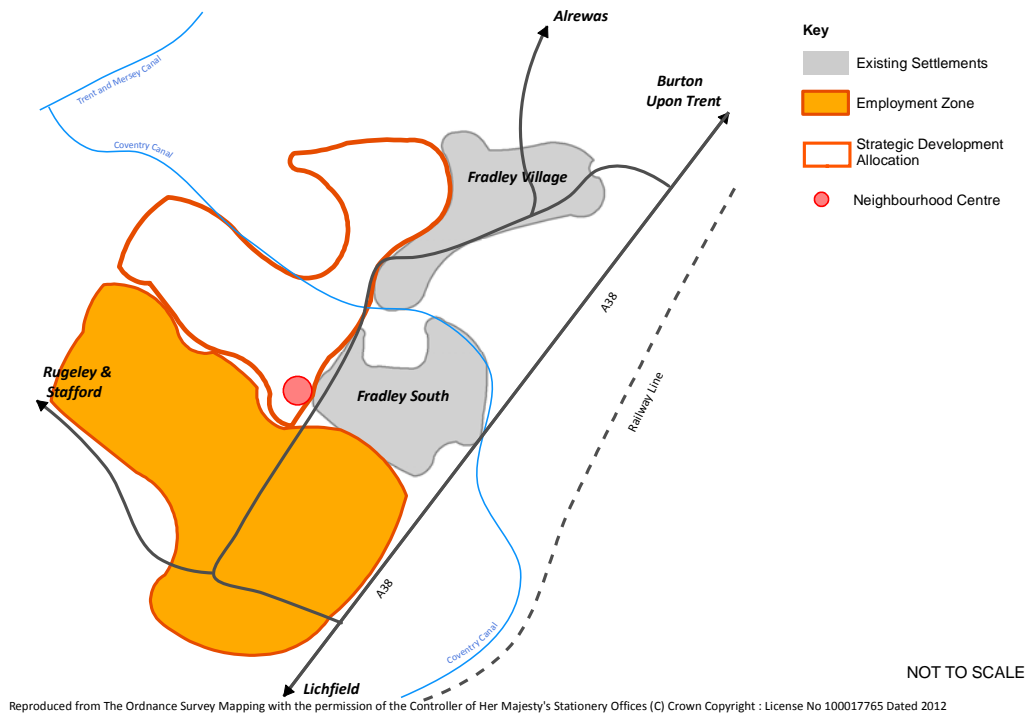 Alrewas
Key
Existing Settlements
Burton
Upon Trent
Trent and Mersey Canal
Employment Zone
Coventry Canal
Strategic Development
Allocation
Fradley Village
Neighbourhood Centre
A38
Rugeley &
Stafford
Fradley South
Railway Line
A38
Coventry Canal
Lichfield
NOT TO SCALE
Reproduced from The Ordnance Survey Mapping with the permission of the Controller of Her Majesty's Stationery Offices (C) Crown Copyright : License No 100017765 Dated 2012